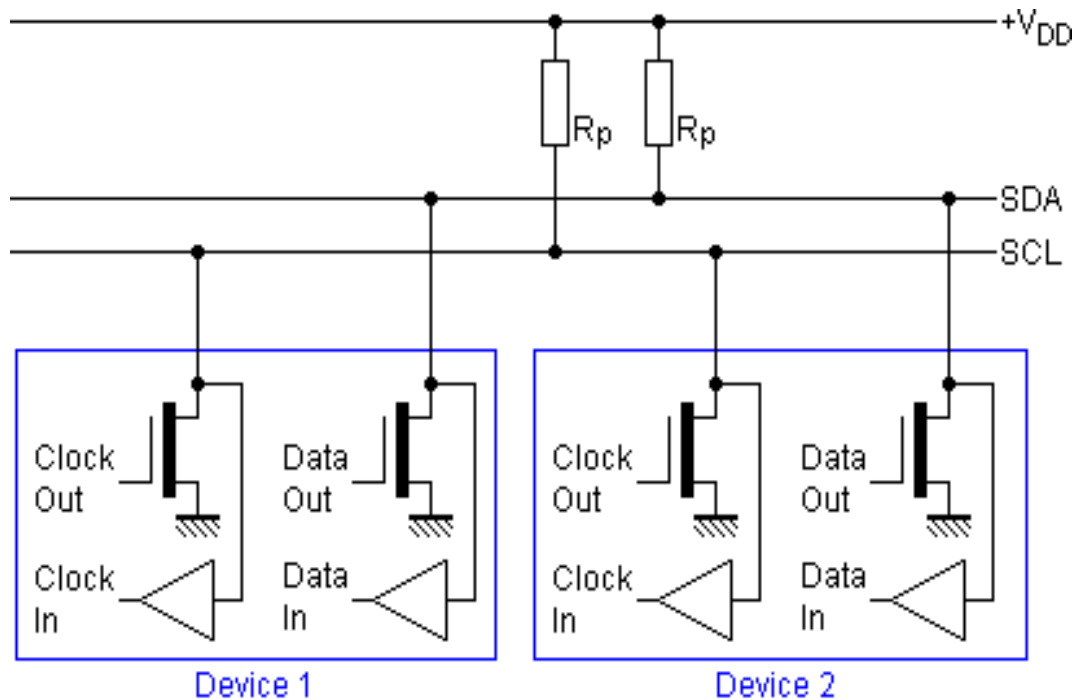 +VDD
Rp Rp
SDA
SCL
Clock
Out
Data
Out
Clock
In
Data
In
Clock
Out
Data
Out
Clock
In
Data
In
Device 1
Device 2